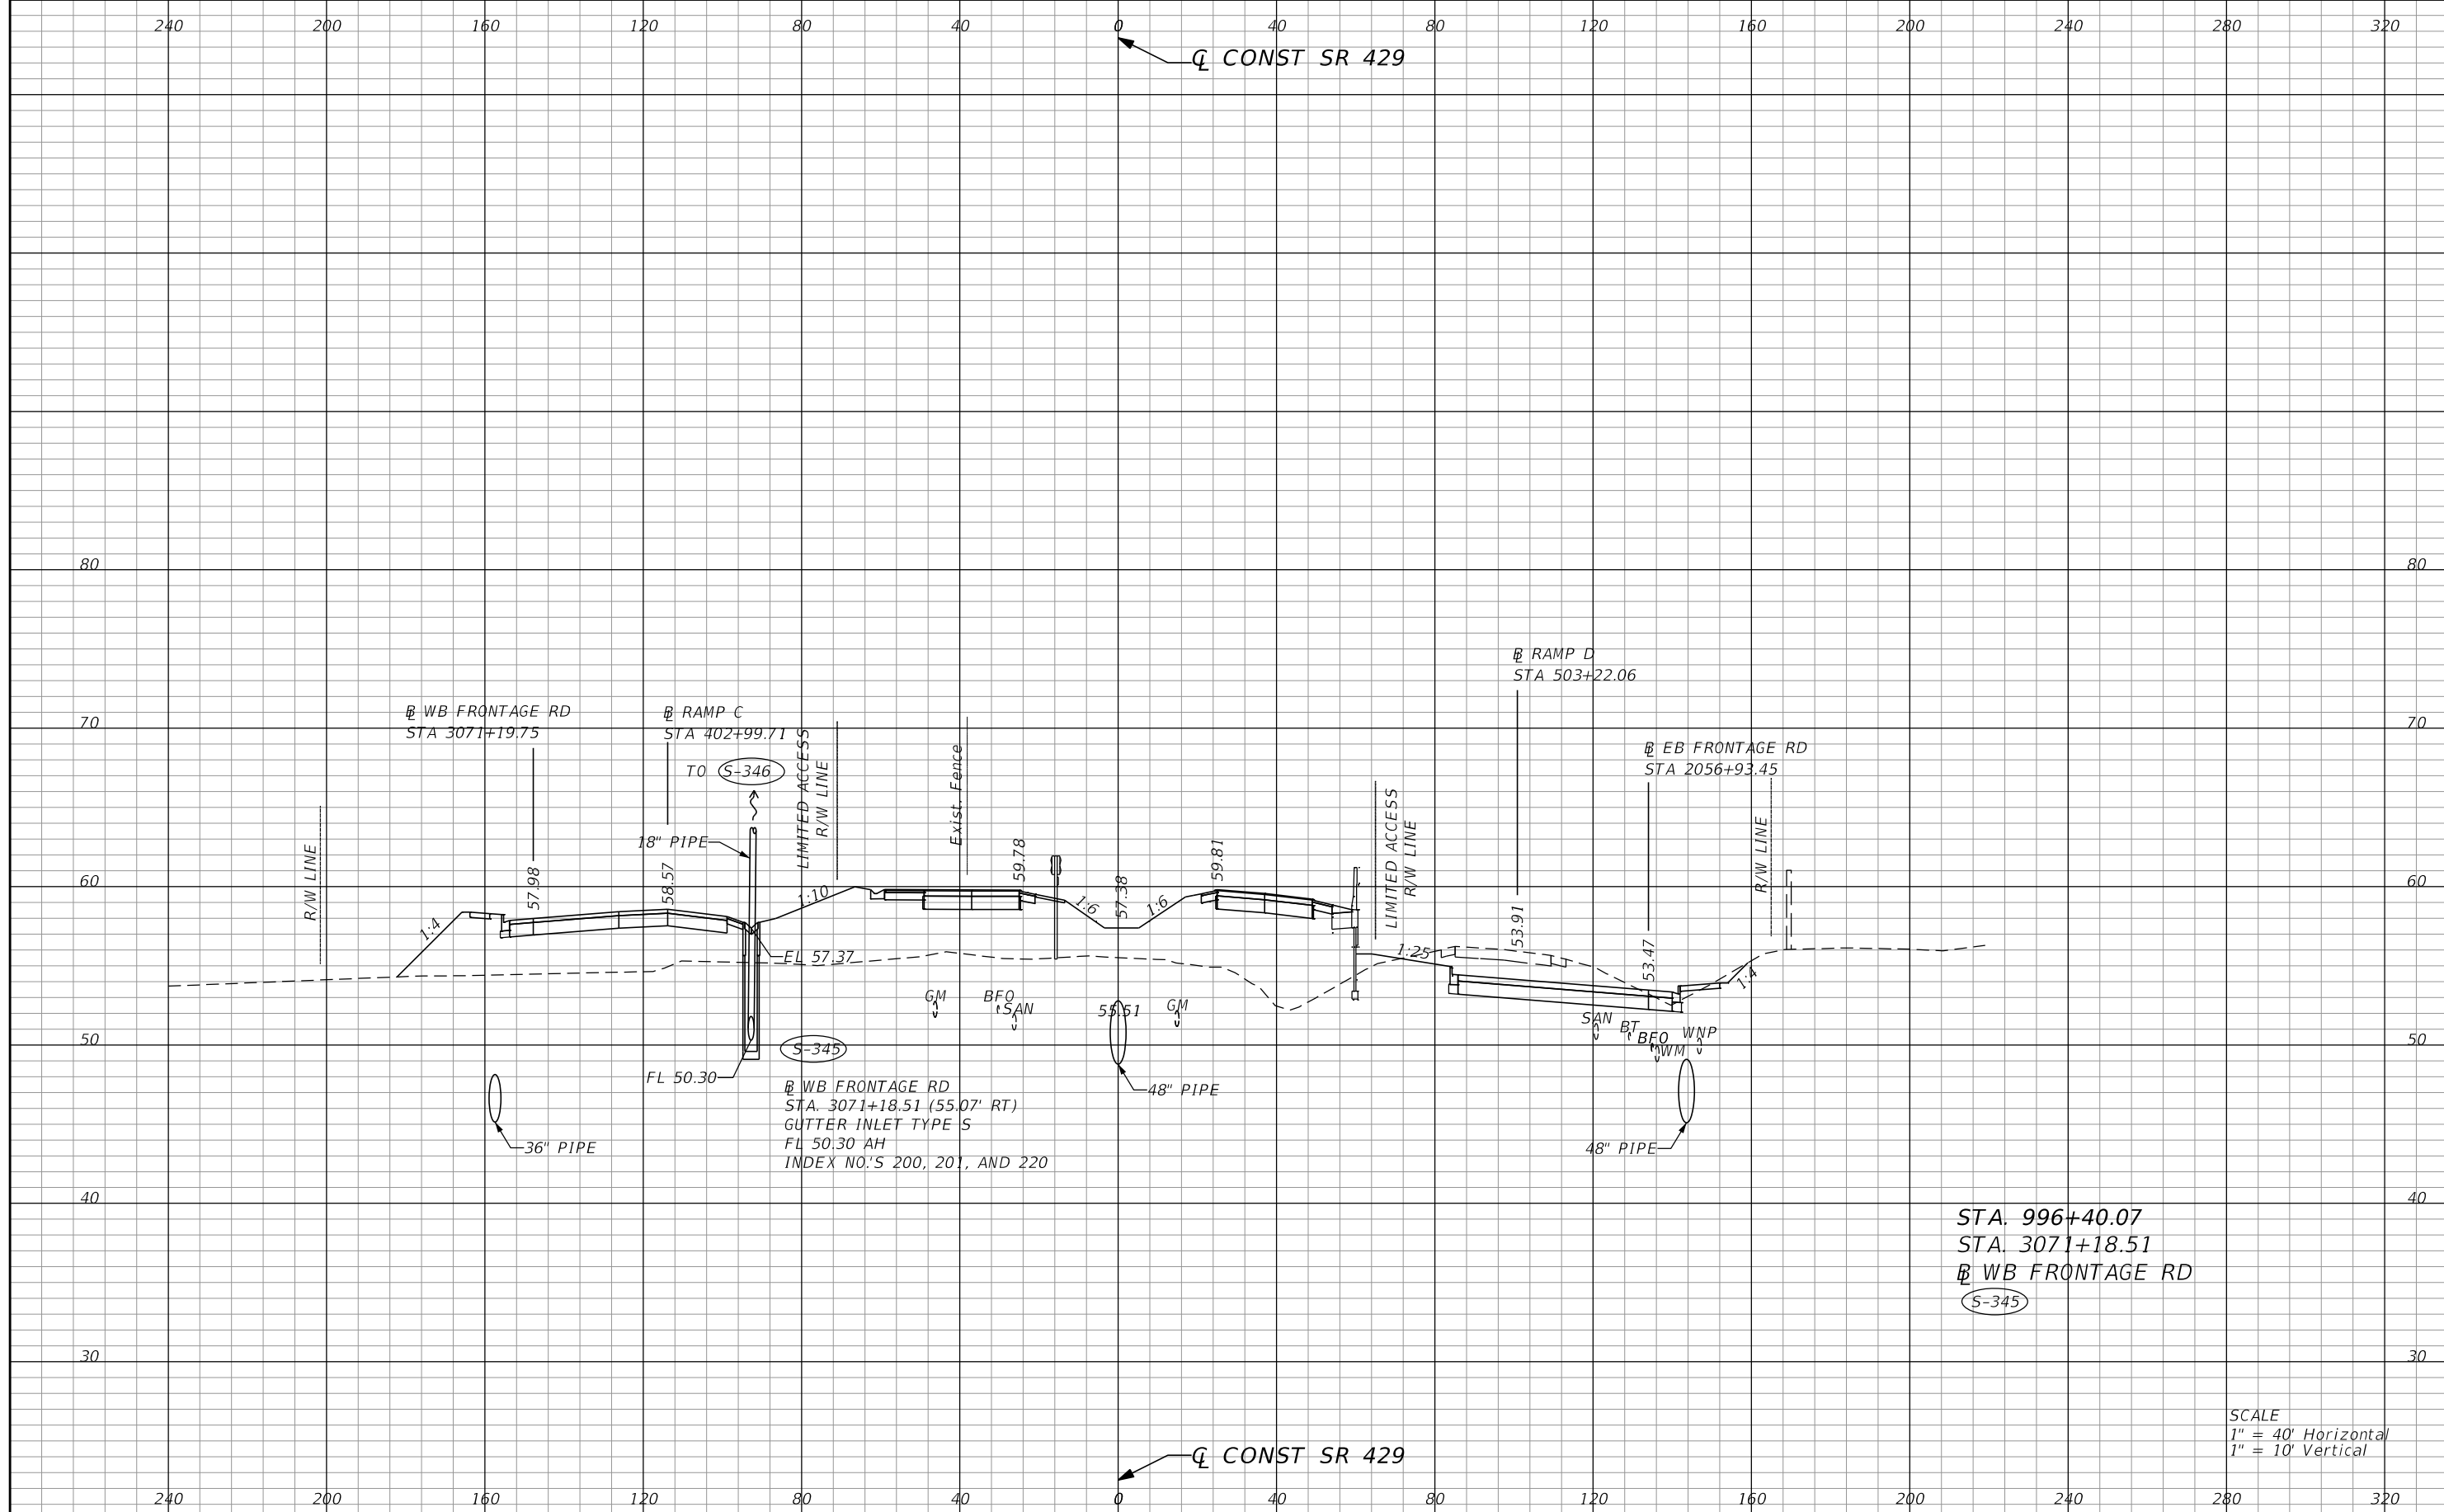 240 200 160 120 80 40 0 40 80 120 160 200 240 280 320
℄ CONST SR 429
80 80
℄ RAMP D
STA 503+22.06
B̲L WB FRONTAGE RD
STA 3071+19.75
B̲L RAMP C
STA 402+99.71
70 70
TO S-346
LIMITED ACCESS
R/W LINE
Exist. Fence
B̲L EB FRONTAGE RD
STA 2056+93.45
18" PIPE
R/W LINE
57.98
58.57
59.78
57.38
59.81
LIMITED ACCESS
R/W LINE
53.91
53.47
R/W LINE
60 60
1:4
1:10
1:6
1:6
1:25
1:4
EL 57.37
GM
BFO
SAN
55.51
GM
SAN
BT
BFO
WM
WNP
50 50
S-345
FL 50.30
B̲L WB FRONTAGE RD
STA. 3071+18.51 (55.07' RT)
GUTTER INLET TYPE S
FL 50.30 AH
INDEX NO.'S 200, 201, AND 220
48" PIPE
36" PIPE
48" PIPE
40 40
STA. 996+40.07
STA. 3071+18.51
B̲L WB FRONTAGE RD
S-345
30 30
SCALE
1" = 40' Horizontal
1" = 10' Vertical
℄ CONST SR 429
240 200 160 120 80 40 0 40 80 120 160 200 240 280 320